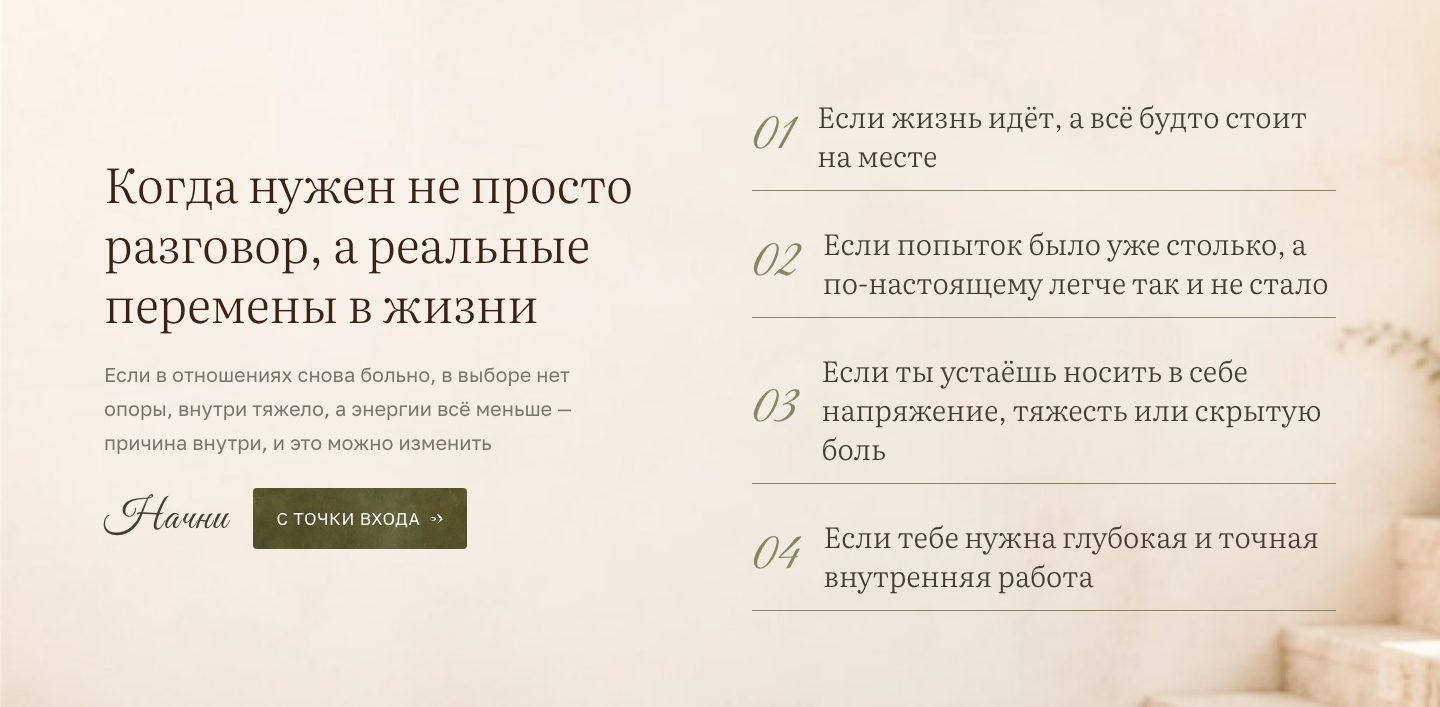 Когда нужен не просто
разговор, а реальные
перемены в жизни
Если в отношениях снова больно, в выборе нет
опоры, внутри тяжело, а энергии всё меньше —
причина внутри, и это можно изменить
Начни
С ТОЧКИ ВХОДА
01
Если жизнь идёт, а всё будто стоит
на месте
02
Если попыток было уже столько, а
по-настоящему легче так и не стало
03
Если ты устаёшь носить в себе
напряжение, тяжесть или скрытую
боль
04
Если тебе нужна глубокая и точная
внутренняя работа